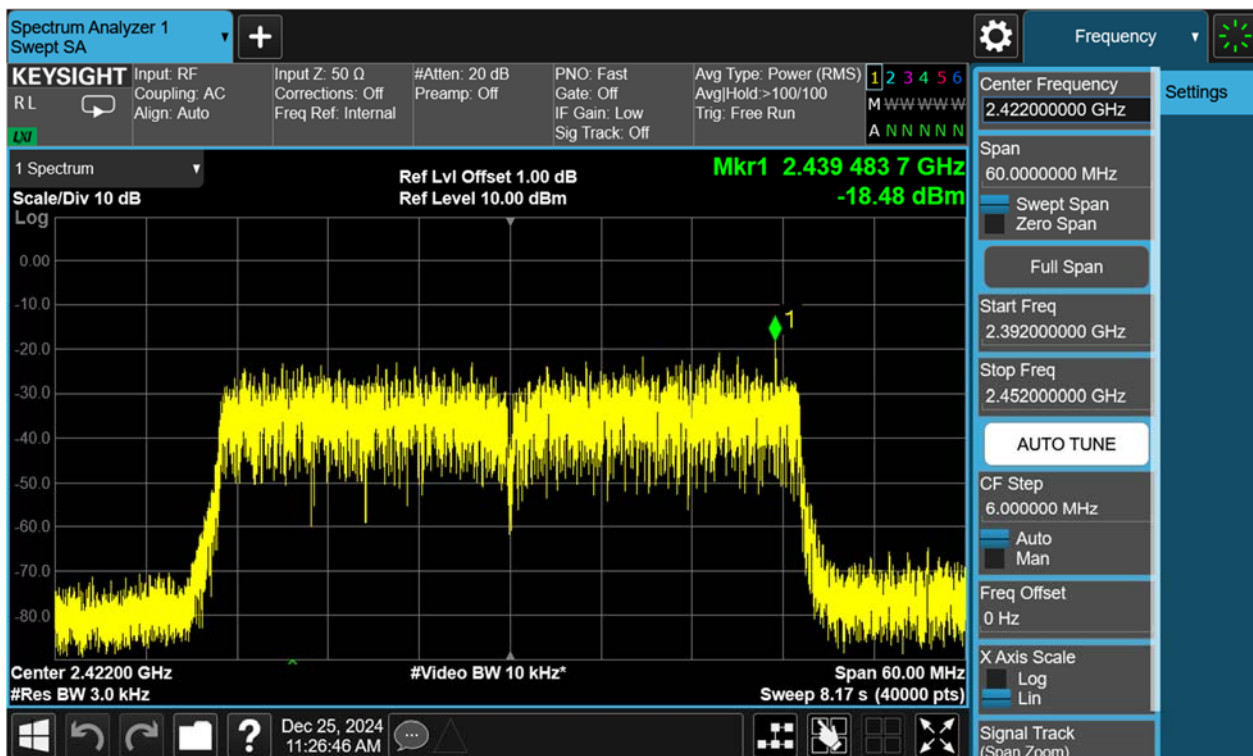 Spectrum Analyzer 1
Swept SA
+
Frequency
KEYSIGHT
R L
LXI
Input: RF
Coupling: AC
Align: Auto
Input Z: 50 Ω
Corrections: Off
Freq Ref: Internal
#Atten: 20 dB
Preamp: Off
PNO: Fast
Gate: Off
IF Gain: Low
Sig Track: Off
Avg Type: Power (RMS)
Avg|Hold:>100/100
Trig: Free Run
1 2 3 4 5 6
M W W W W W
A N N N N N
1 Spectrum
Scale/Div 10 dB
Ref Lvl Offset 1.00 dB
Ref Level 10.00 dBm
Mkr1 2.439 483 7 GHz
-18.48 dBm
Log
0.00
-10.0
-20.0
-30.0
-40.0
-50.0
-60.0
-70.0
-80.0
1
Center 2.42200 GHz
#Res BW 3.0 kHz
#Video BW 10 kHz*
Span 60.00 MHz
Sweep 8.17 s (40000 pts)
Dec 25, 2024
11:26:46 AM
?
Center Frequency
2.422000000 GHz
Settings
Span
60.0000000 MHz
Swept Span
Zero Span
Full Span
Start Freq
2.392000000 GHz
Stop Freq
2.452000000 GHz
AUTO TUNE
CF Step
6.000000 MHz
Auto
Man
Freq Offset
0 Hz
X Axis Scale
Log
Lin
Signal Track
(Span Zoom)